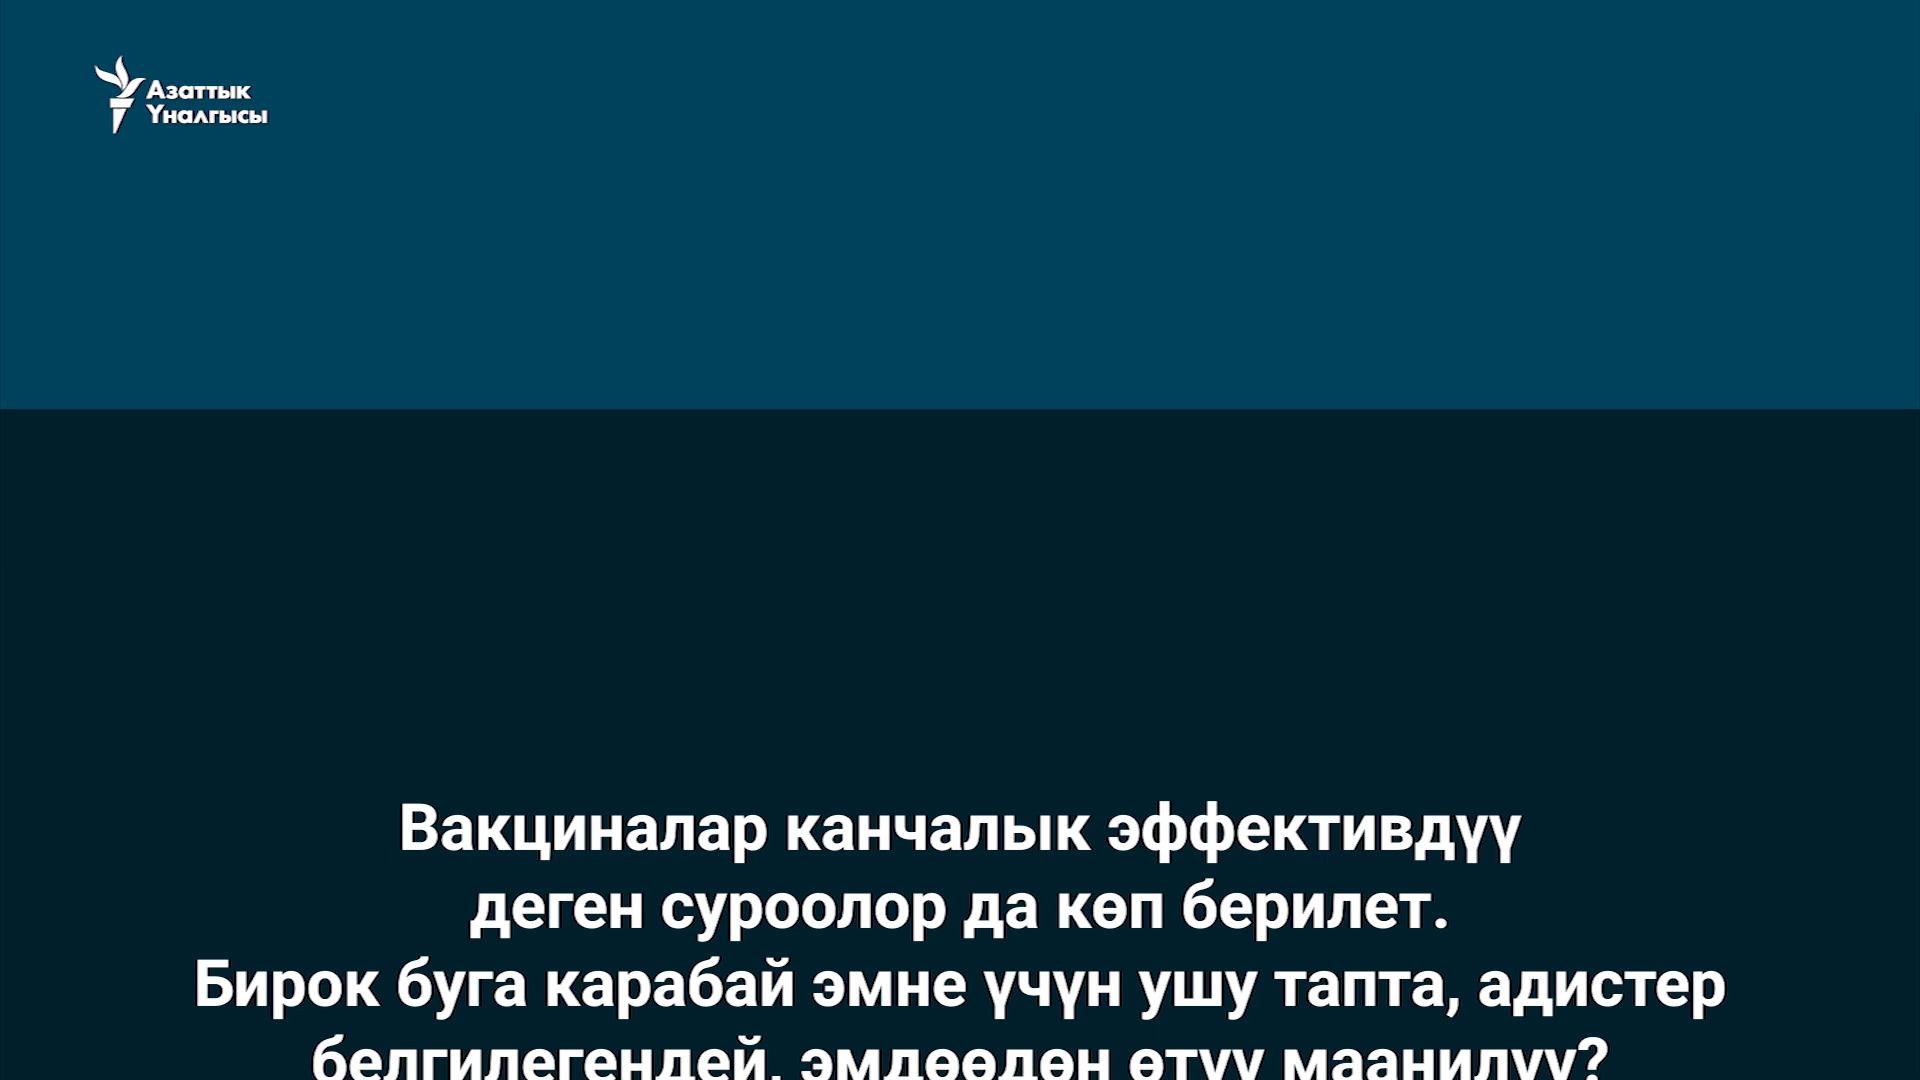 Азаттык
Үналгысы
Вакциналар канчалык эффективдүү
деген суроолор да көп берилет.
Бирок буга карабай эмне үчүн ушу тапта, адистер
белгилегендей, эмдөөдөн өтүү маанилүү?